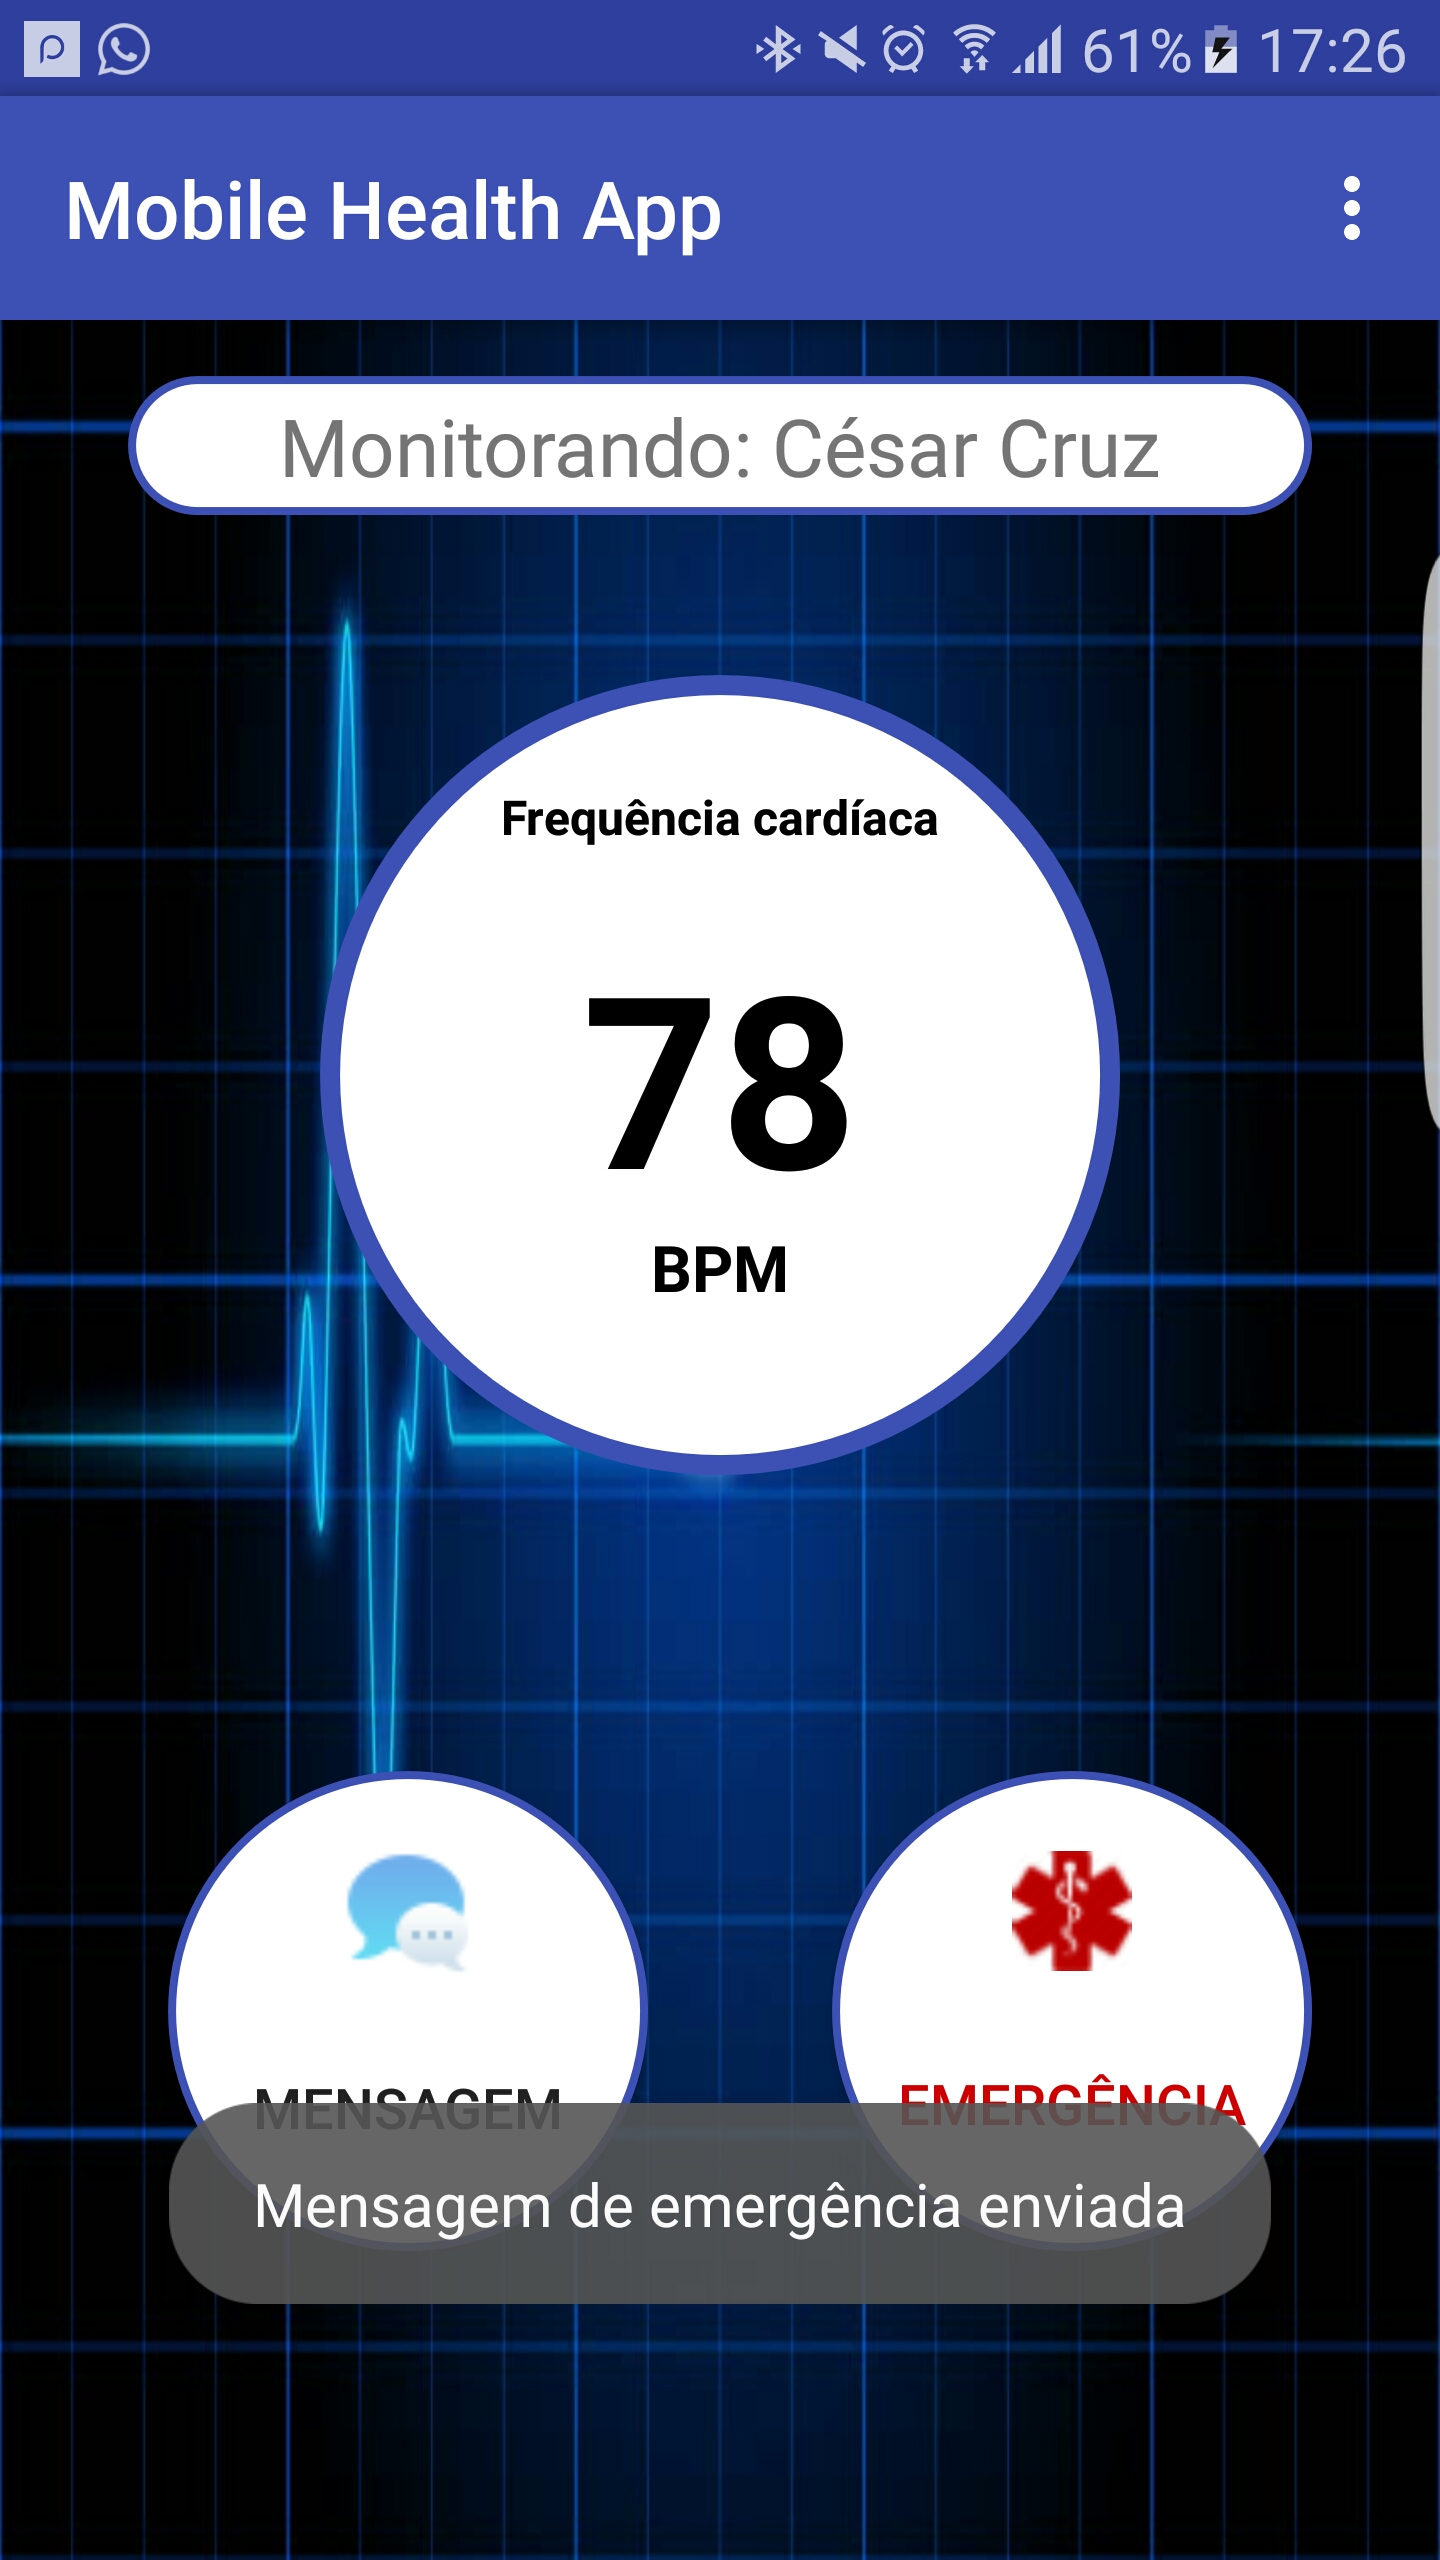 61% 17:26
Mobile Health App
Monitorando: César Cruz
Frequência cardíaca
78
BPM
MENSAGEM
EMERGÊNCIA
Mensagem de emergência enviada